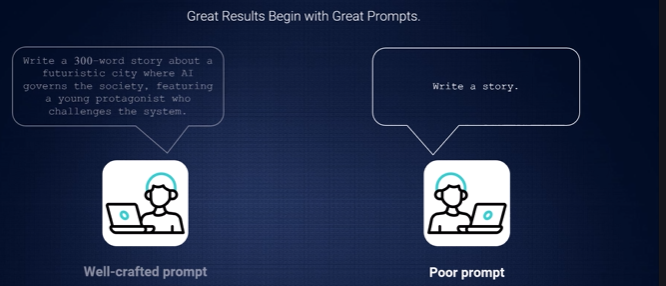 Great Results Begin with Great Prompts.
Write a 300-word story about a
futuristic city where AI
governs the society, featuring
a young protagonist who
challenges the system.
Write a story.
Well-crafted prompt
Poor prompt